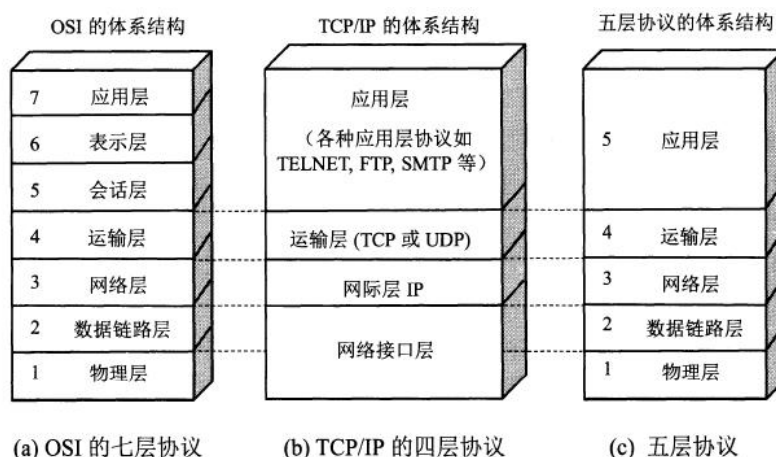 OSI 的体系结构
7 应用层
6 表示层
5 会话层
4 运输层
3 网络层
2 数据链路层
1 物理层
(a) OSI 的七层协议
TCP/IP 的体系结构
应用层
（各种应用层协议如
TELNET, FTP, SMTP 等）
运输层 (TCP 或 UDP)
网际层 IP
网络接口层
(b) TCP/IP 的四层协议
五层协议的体系结构
5 应用层
4 运输层
3 网络层
2 数据链路层
1 物理层
(c) 五层协议